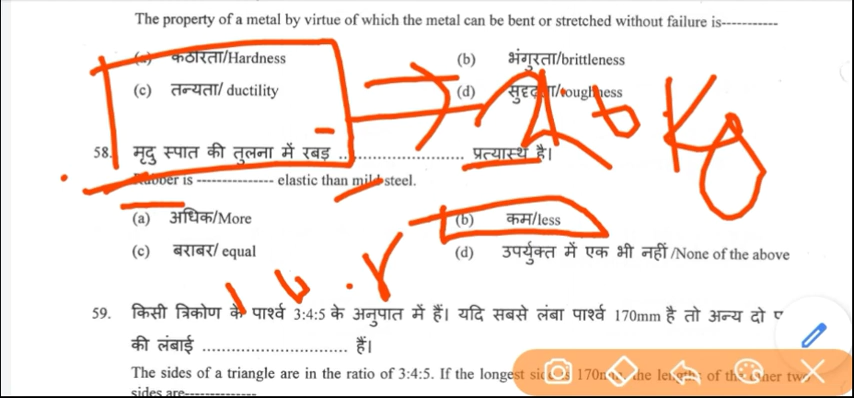 The property of a metal by virtue of which the metal can be bent or stretched without failure is-----------
(a) कठोरता/Hardness (b) भंगुरता/brittleness
(c) तन्यता/ ductility (d) सुदृढ़ता/toughness
58. मृदु स्पात की तुलना में रबड़ ........................... प्रत्यास्थ है।
Rubber is --------------- elastic than mild steel.
(a) अधिक/More (b) कम/less
(c) बराबर/ equal (d) उपर्युक्त में एक भी नहीं /None of the above
59. किसी त्रिकोण के पार्श्व 3:4:5 के अनुपात में हैं। यदि सबसे लंबा पार्श्व 170mm है तो अन्य दो
की लंबाई ........................... हैं।
The sides of a triangle are in the ratio of 3:4:5. If the longest side is 170mm, the length of the other two
sides are---------------